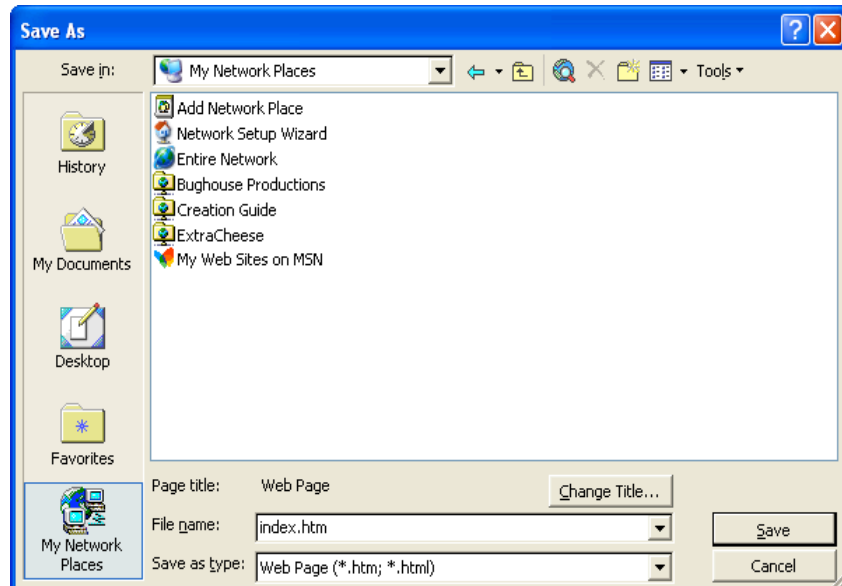 Save As
Save in:
My Network Places
Tools
History
My Documents
Desktop
Favorites
My Network
Places
Add Network Place
Network Setup Wizard
Entire Network
Bughouse Productions
Creation Guide
ExtraCheese
My Web Sites on MSN
Page title:
Web Page
Change Title...
File name:
index.htm
Save
Save as type:
Web Page (*.htm; *.html)
Cancel